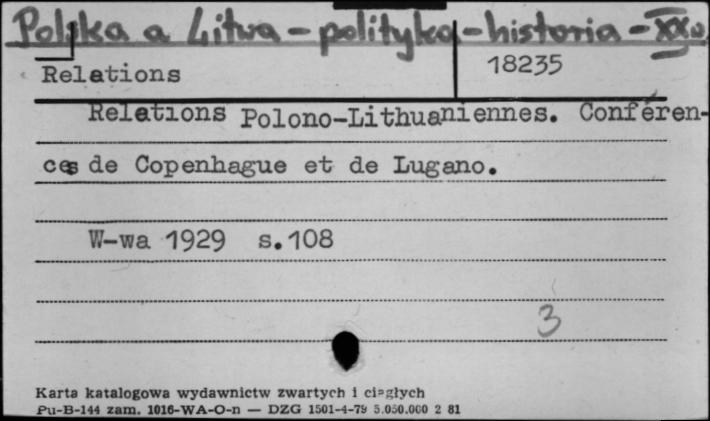 Polska a Litwa - polityka - historia - XX w.
Relations
18235
Relations Polono-Lithuaniennes. Conféren-
ces de Copenhague et de Lugano.
W-wa 1929 s.108
3
Karta katalogowa wydawnictw zwartych i ciągłych
Pu-B-144 zam. 1016-WA-O-n — DZG 1501-4-79 5.050.000 2 81